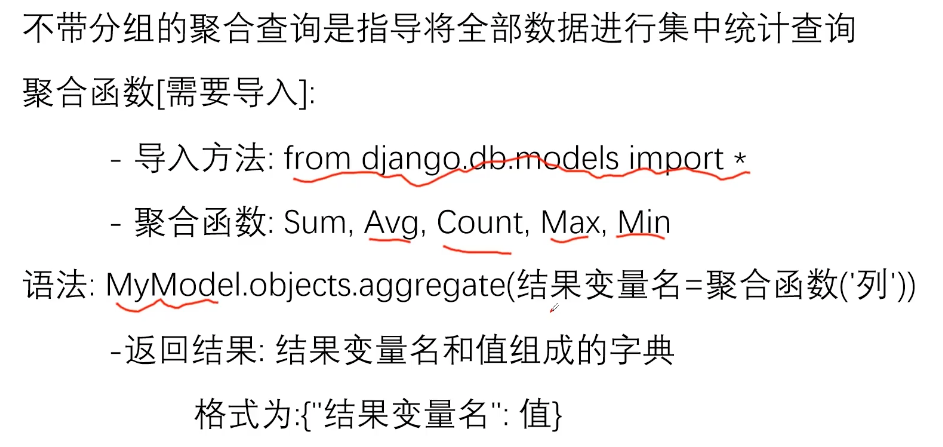 不带分组的聚合查询是指导将全部数据进行集中统计查询
聚合函数[需要导入]:
- 导入方法: from django.db.models import *
- 聚合函数: Sum, Avg, Count, Max, Min
语法: MyModel.objects.aggregate(结果变量名=聚合函数('列'))
-返回结果: 结果变量名和值组成的字典
格式为:{"结果变量名": 值}